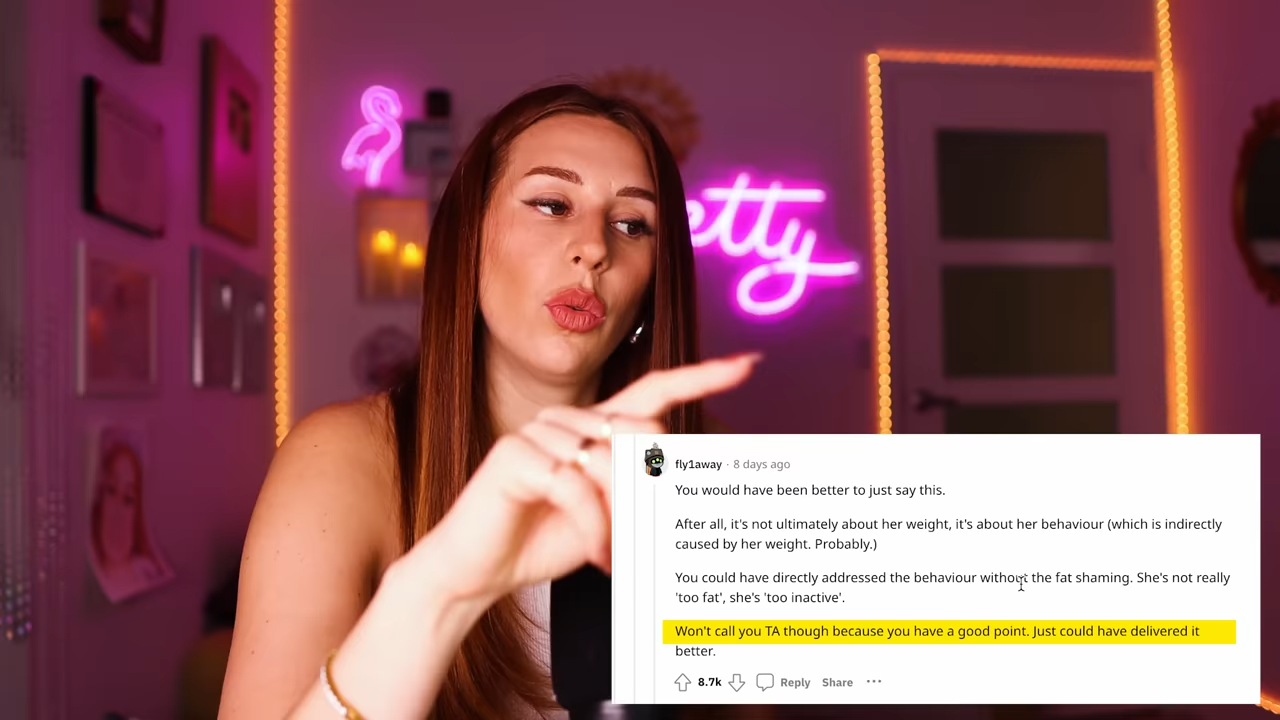 etty
fly1away · 8 days ago
You would have been better to just say this.
After all, it's not ultimately about her weight, it's about her behaviour (which is indirectly
caused by her weight. Probably.)
You could have directly addressed the behaviour without the fat shaming. She's not really
'too fat', she's 'too inactive'.
Won't call you TA though because you have a good point. Just could have delivered it
better.
8.7k Reply Share ···